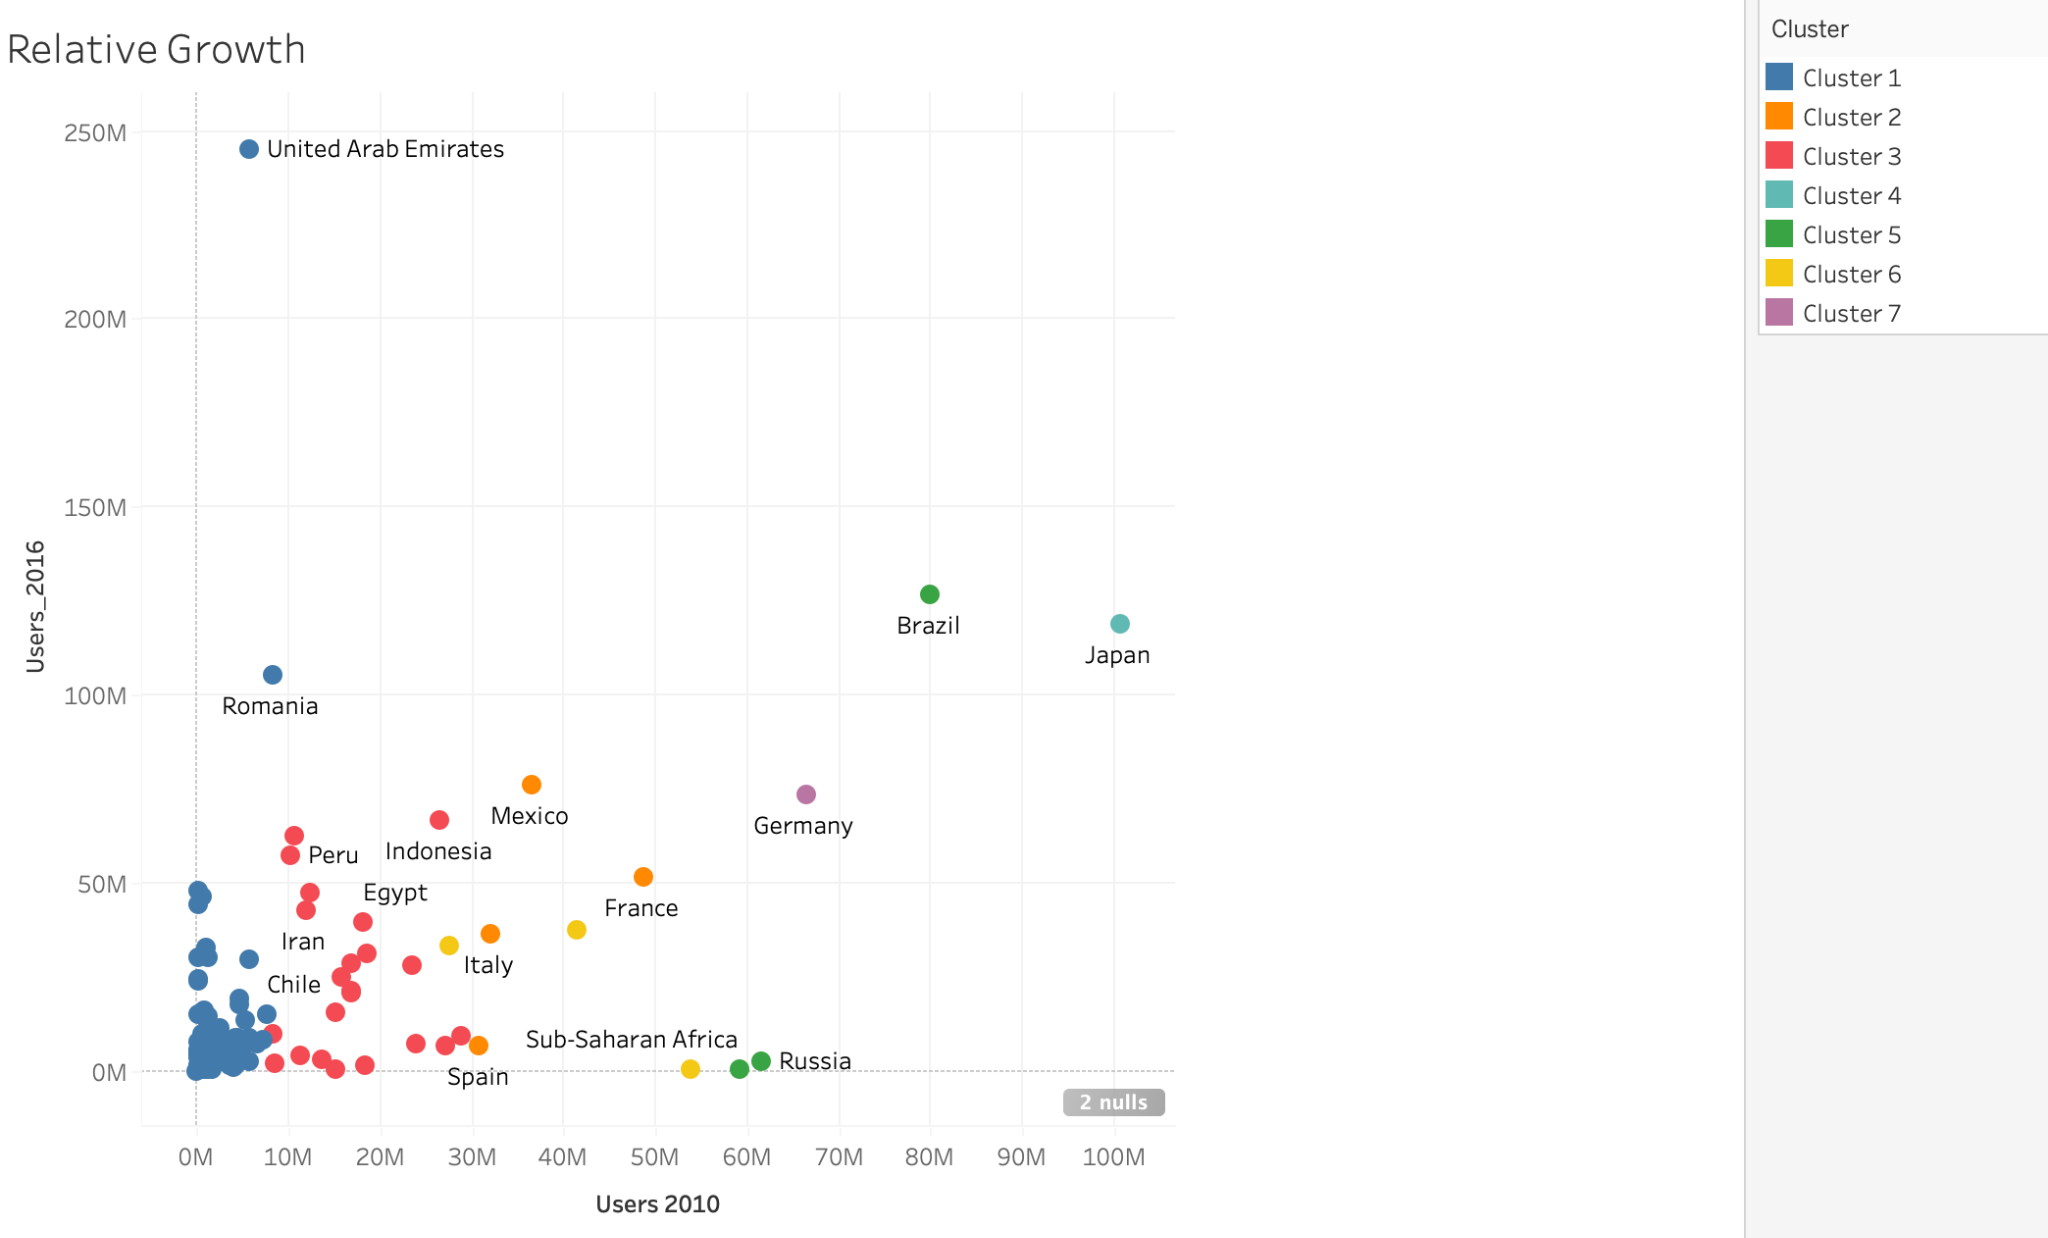 Relative Growth
Cluster
Cluster 1
Cluster 2
Cluster 3
Cluster 4
Cluster 5
Cluster 6
Cluster 7
250M
200M
150M
100M
50M
0M
Users_2016
United Arab Emirates
Brazil
Japan
Romania
Mexico
Germany
Indonesia
Peru
Egypt
France
Iran
Italy
Chile
Sub-Saharan Africa
Russia
Spain
2 nulls
0M 10M 20M 30M 40M 50M 60M 70M 80M 90M 100M
Users 2010